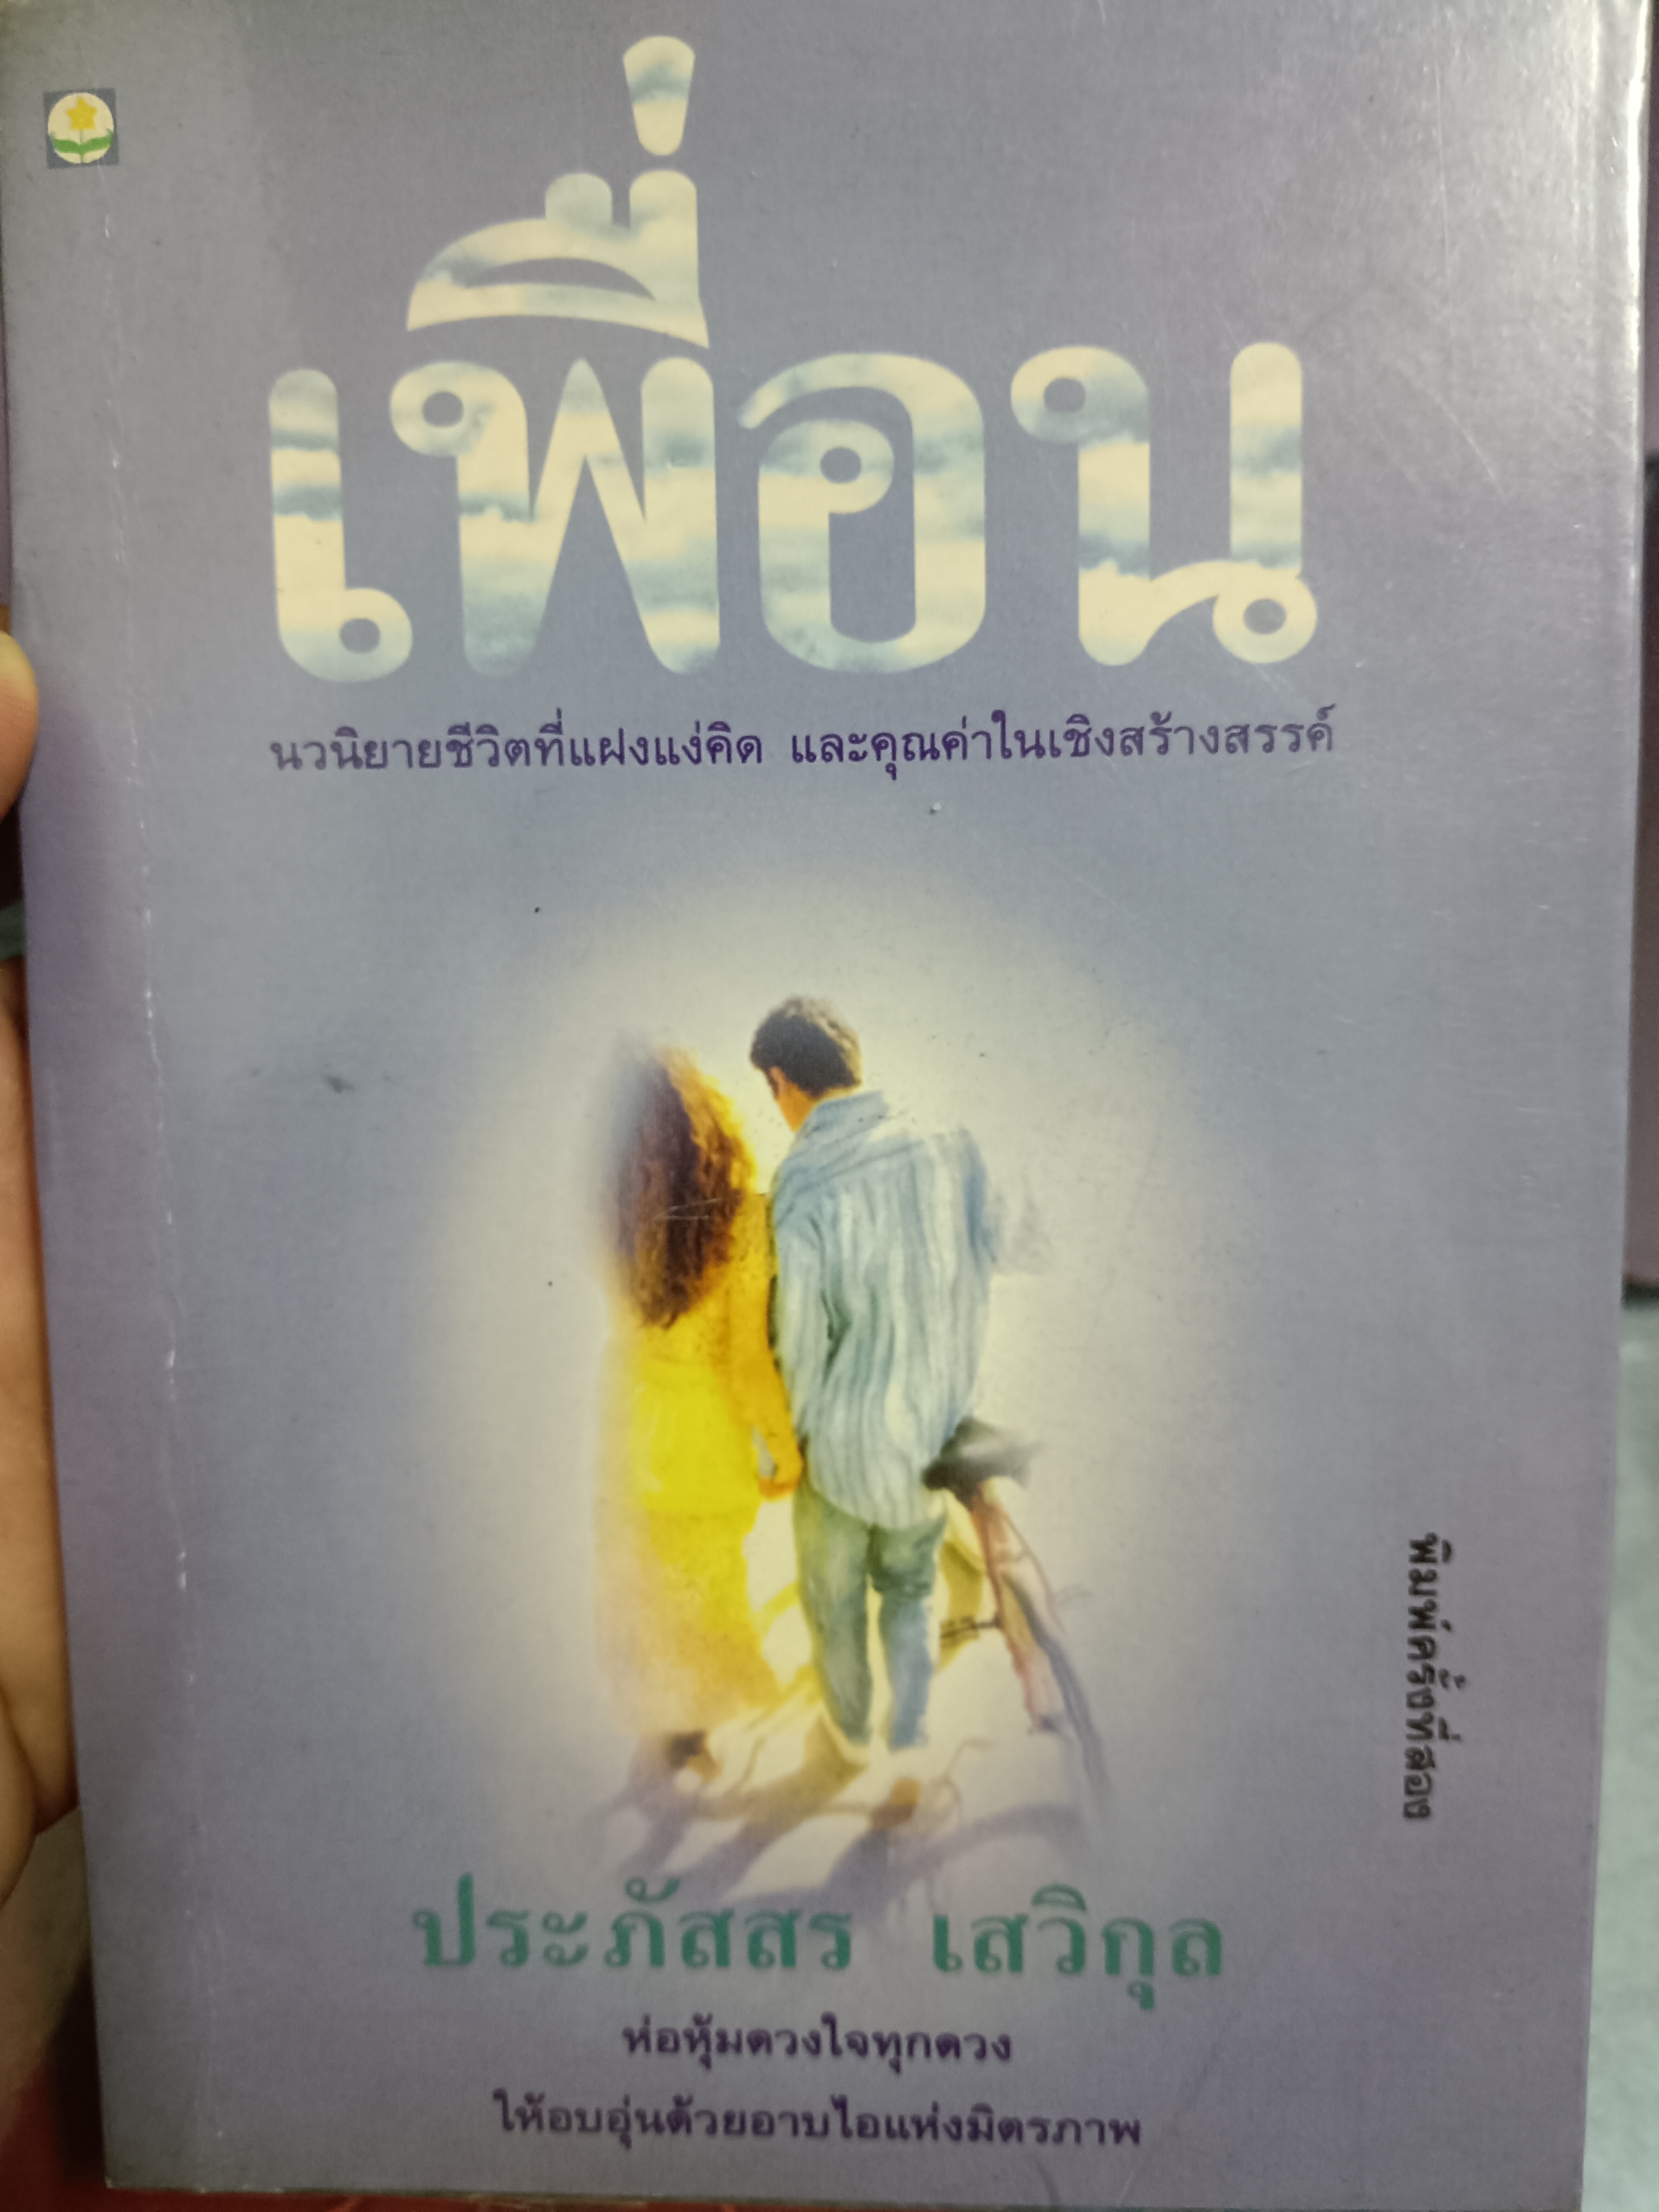 เพื่อน
นวนิยายชีวิตที่แฝงแง่คิด และคุณค่าในเชิงสร้างสรรค์
พิมพ์ครั้งที่สอง
ประภัสสร เสวิกุล
ห่อหุ้มดวงใจทุกดวง
ให้อบอุ่นด้วยอาบไอแห่งมิตรภาพ